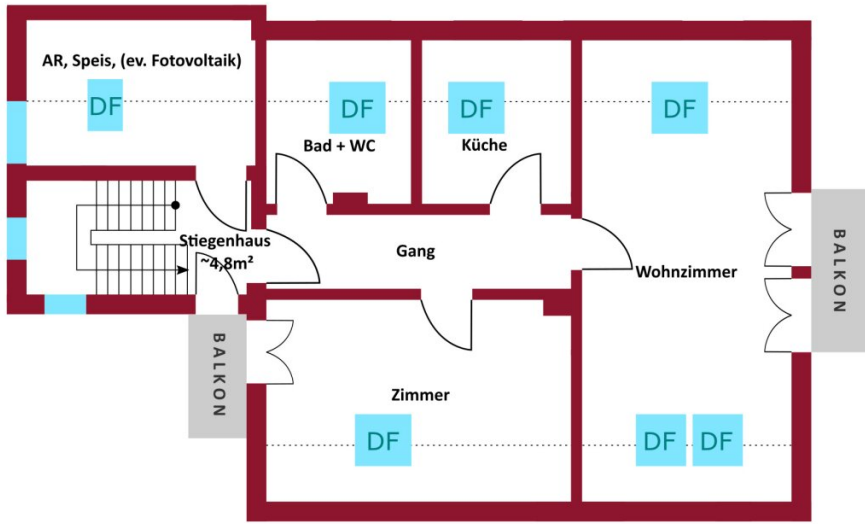 AR, Speis, (ev. Fotovoltaik)
DF
DF
DF
DF
Bad + WC
Küche
Stiegenhaus
~4,8m²
Gang
Wohnzimmer
BALKON
BALKON
Zimmer
DF
DF
DF